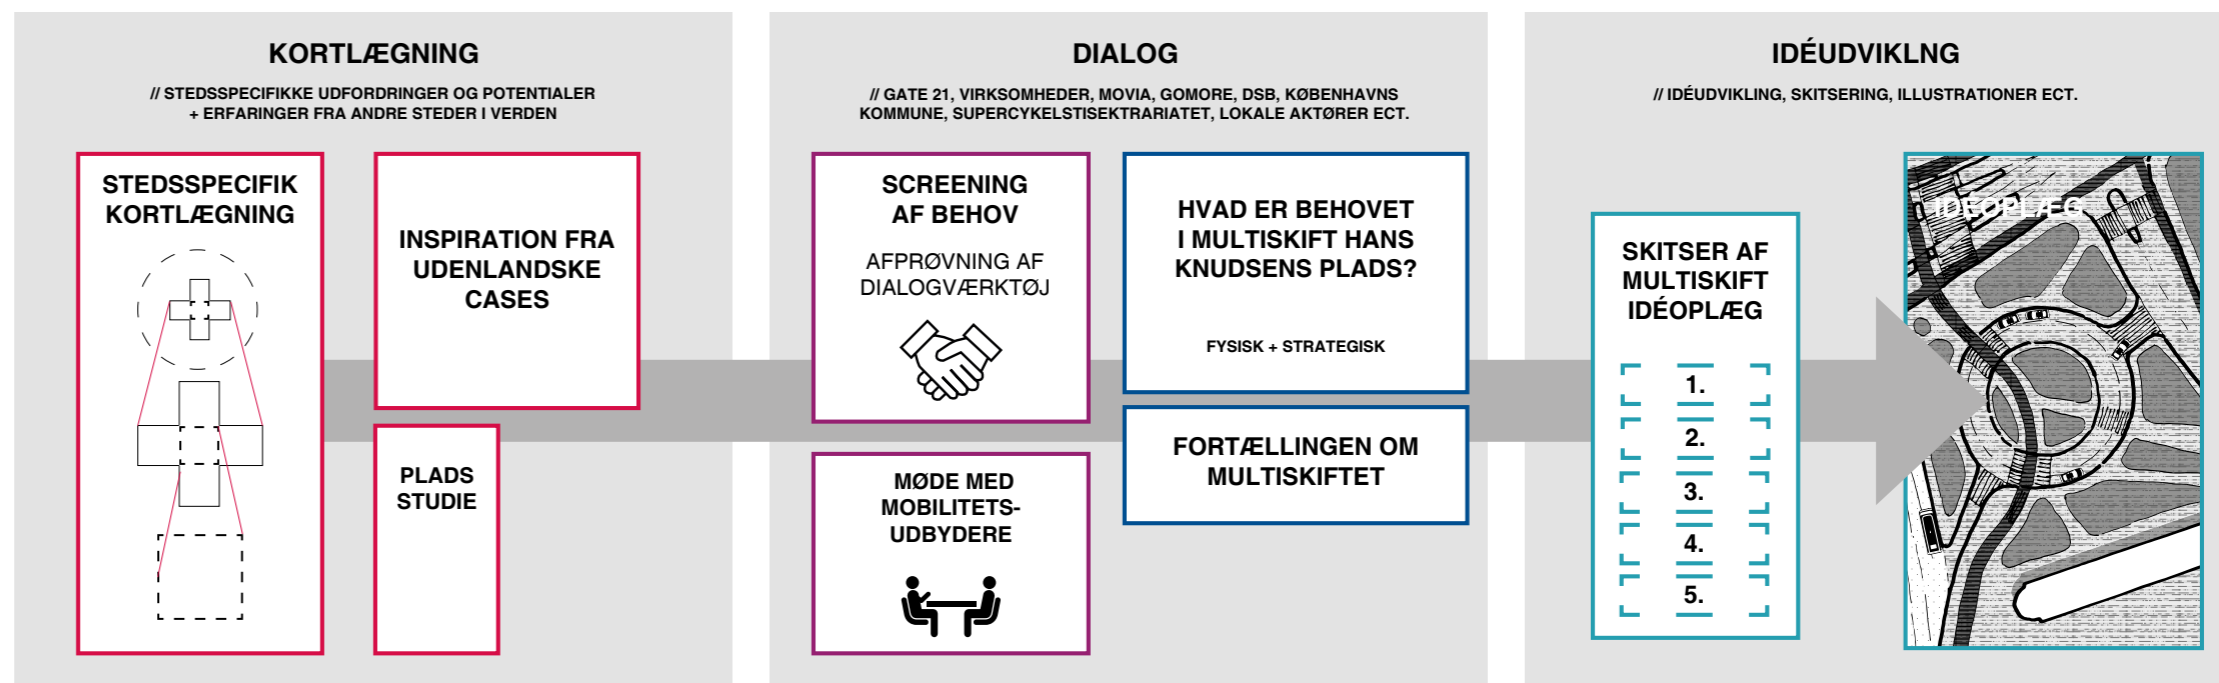 KORTLÆGNING
// STEDSSPECIFIKKE UDFORDRINGER OG POTENTIALER
+ ERFARINGER FRA ANDRE STEDER I VERDEN
STEDSSPECIFIK
KORTLÆGNING
INSPIRATION FRA
UDENLANDSKE
CASES
PLADS
STUDIE
DIALOG
// GATE 21, VIRKSOMHEDER, MOVIA, GOMORE, DSB, KØBENHAVNS
KOMMUNE, SUPERCYKELSTISEKTRARIATET, LOKALE AKTØRER ECT.
SCREENING
AF BEHOV
AFPRØVNING AF
DIALOGVÆRKTØJ
MØDE MED
MOBILITETS-
UDBYDERE
HVAD ER BEHOVET
I MULTISKIFT HANS
KNUDSENS PLADS?
FYSISK + STRATEGISK
FORTÆLLINGEN OM
MULTISKIFTET
IDÉUDVIKLNG
// IDÉUDVIKLING, SKITSERING, ILLUSTRATIONER ECT.
SKITSER AF
MULTISKIFT
IDÉOPLÆG
1.
2.
3.
4.
5.
IDÉOPLÆG